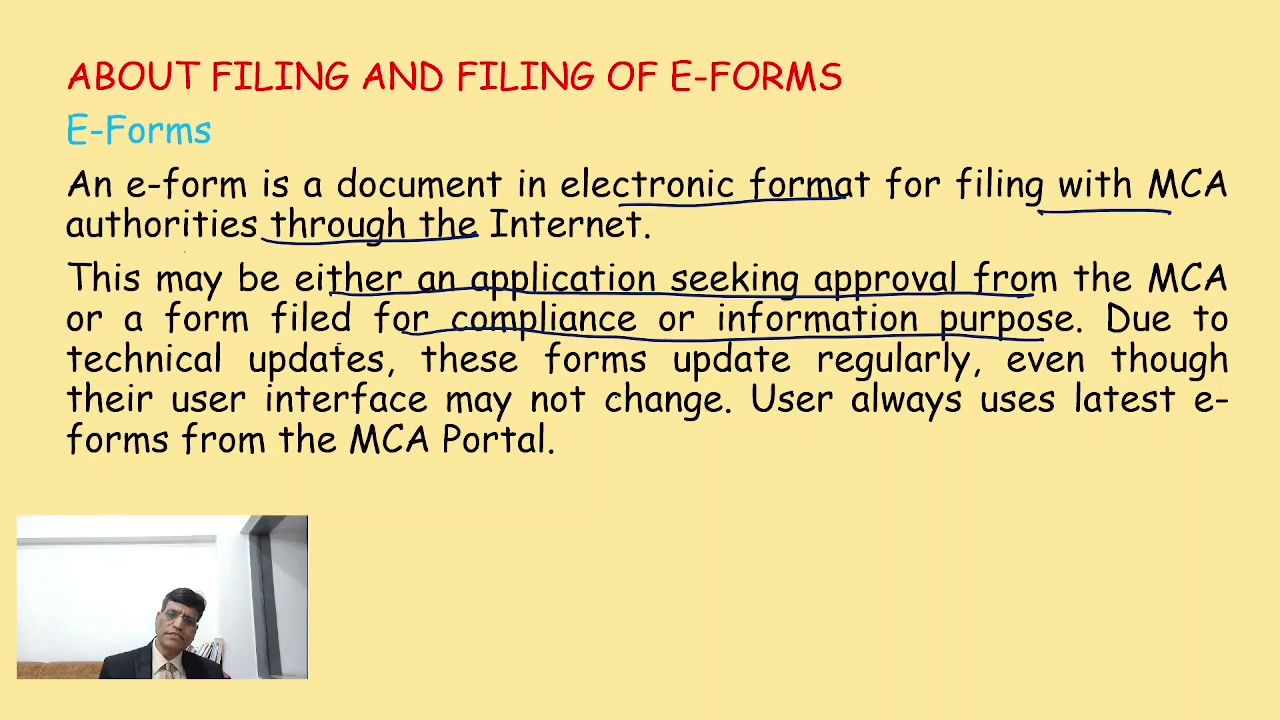 ABOUT FILING AND FILING OF E-FORMS
E-Forms
An e-form is a document in electronic format for filing with MCA
authorities through the Internet.
This may be either an application seeking approval from the MCA
or a form filed for compliance or information purpose. Due to
technical updates, these forms update regularly, even though
their user interface may not change. User always uses latest e-
forms from the MCA Portal.